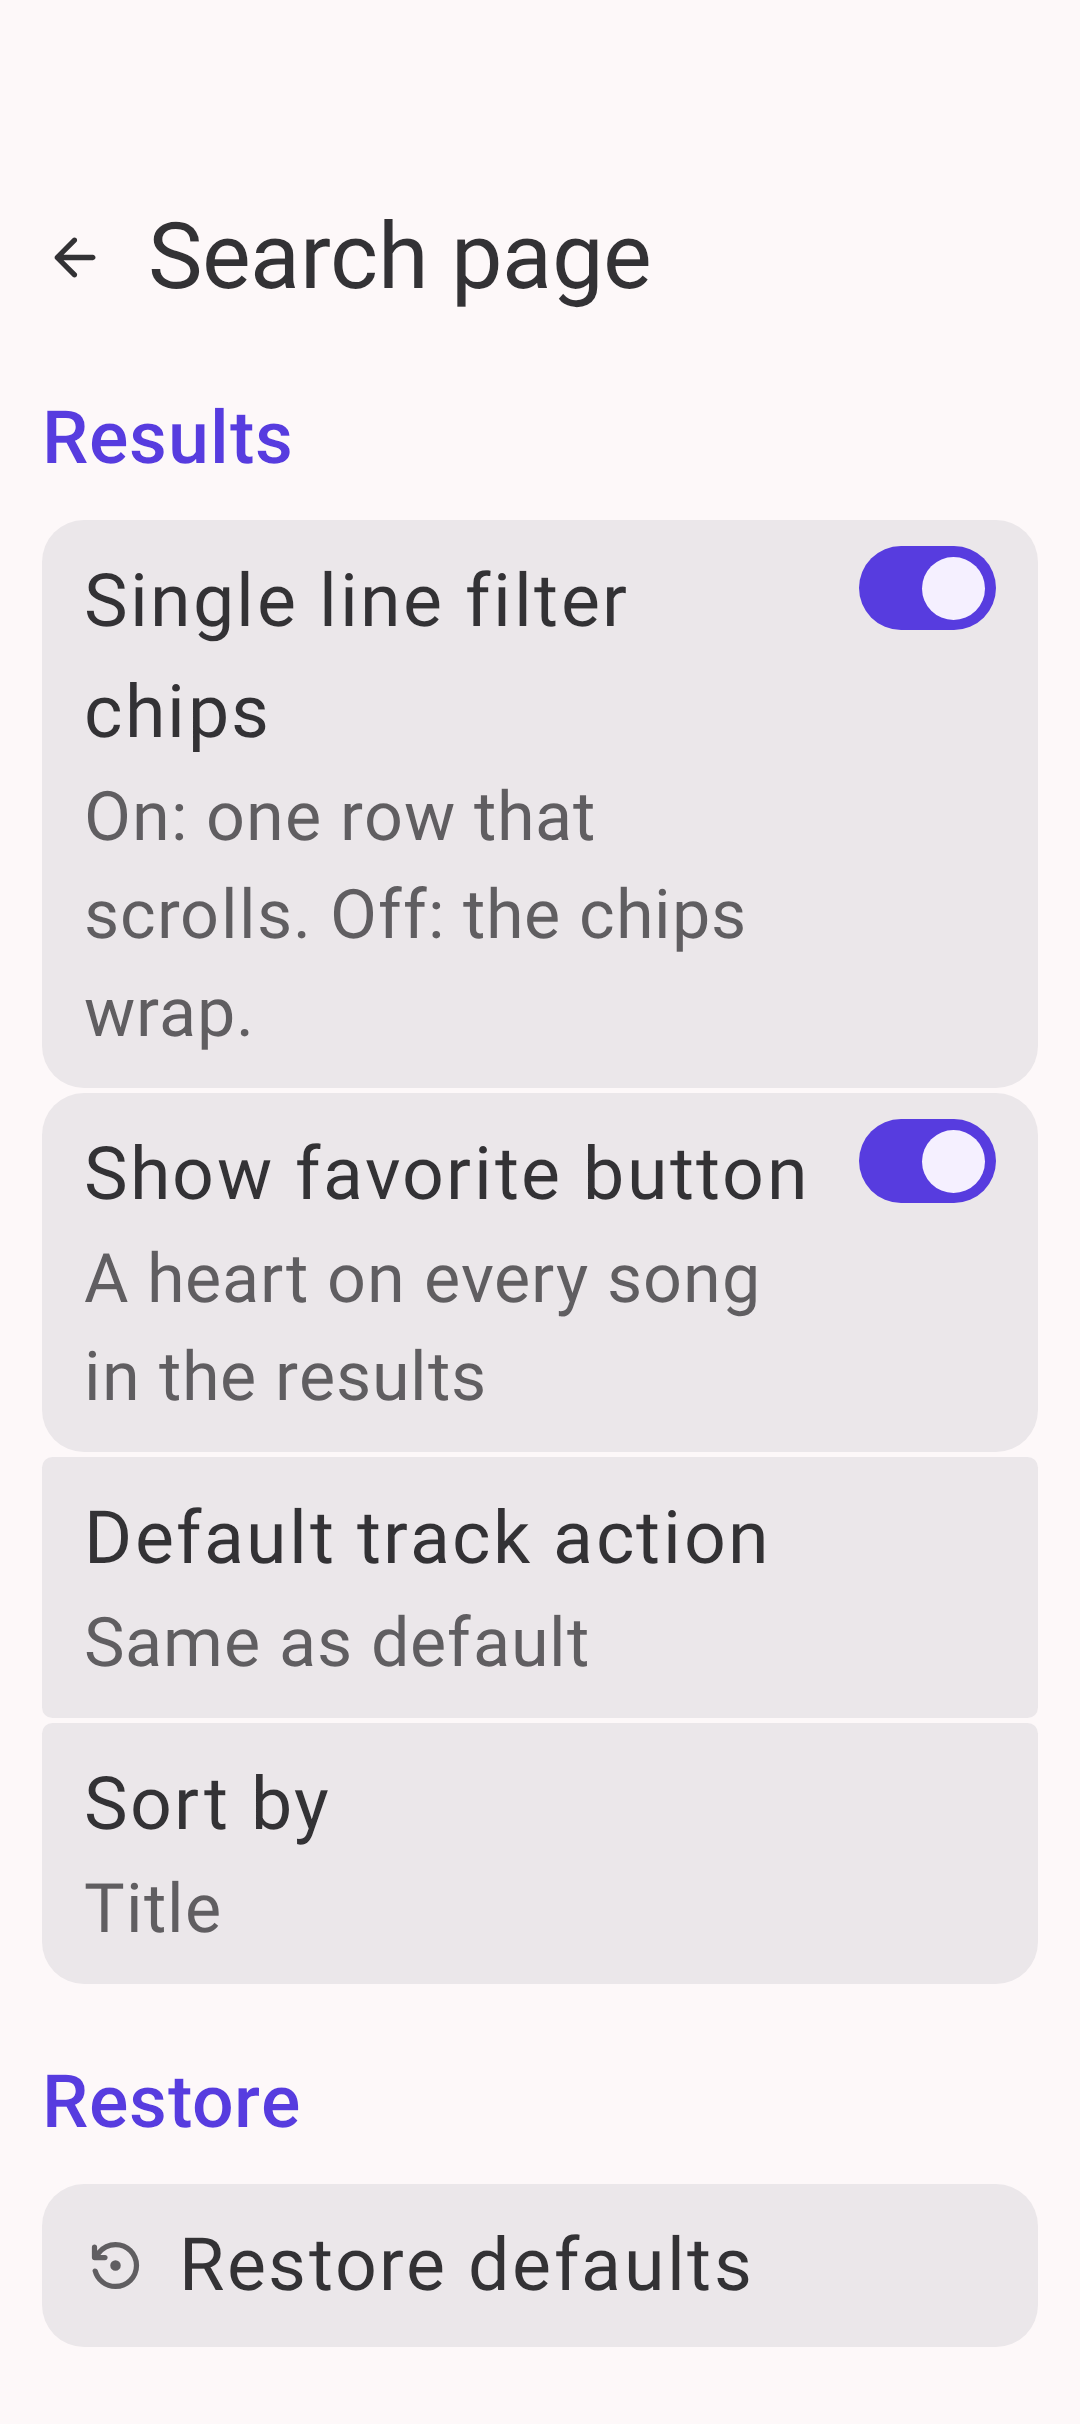 Search page
Results
Single line filter
chips
On: one row that
scrolls. Off: the chips
wrap.
Show favorite button
A heart on every song
in the results
Default track action
Same as default
Sort by
Title
Restore
Restore defaults